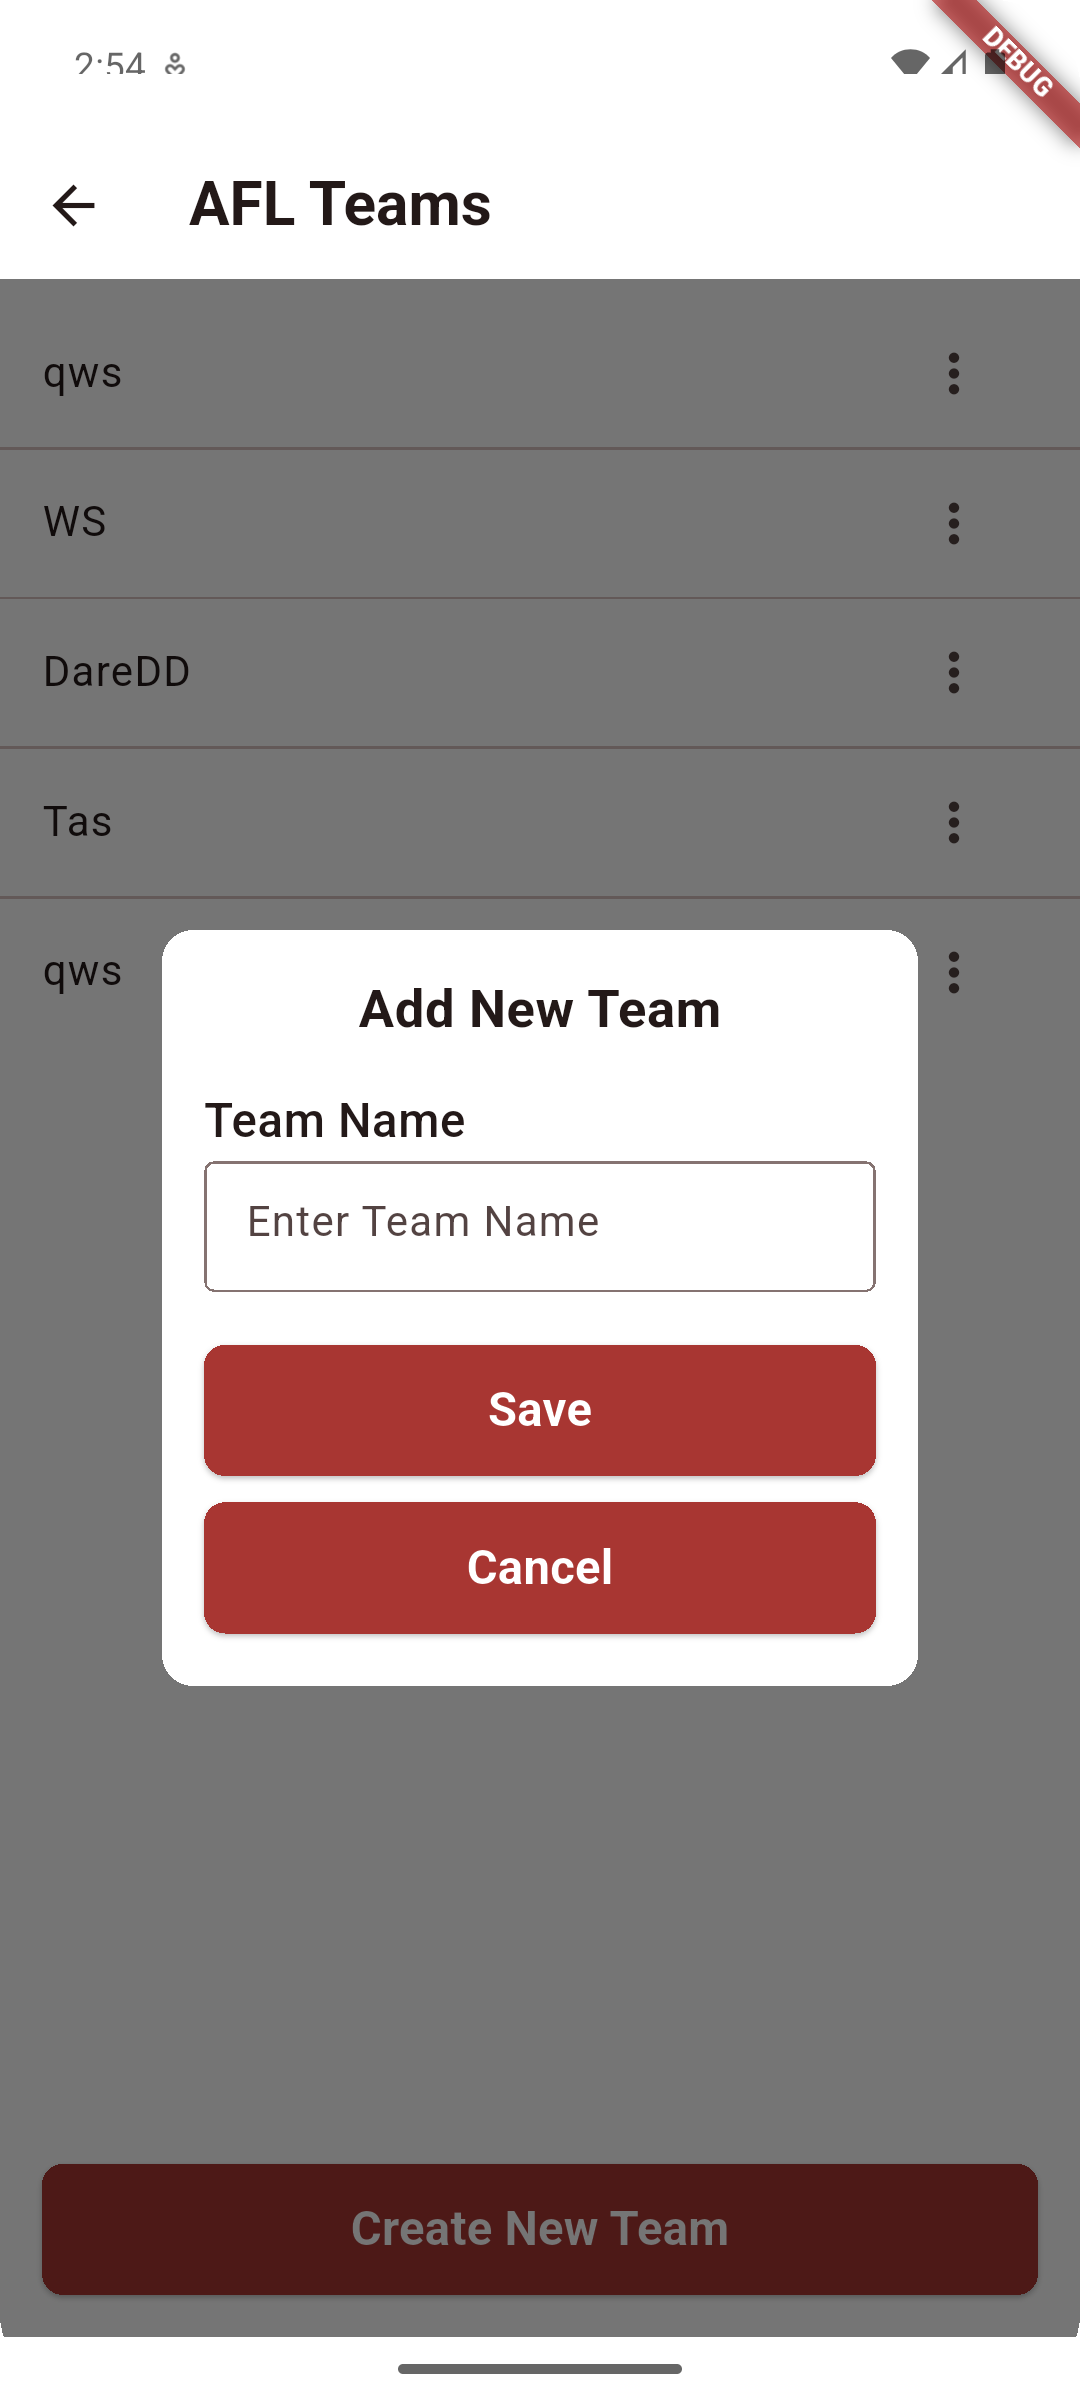 2:54
DEBUG
AFL Teams
qws
WS
DareDD
Tas
qws
Add New Team
Team Name
Enter Team Name
Save
Cancel
Create New Team